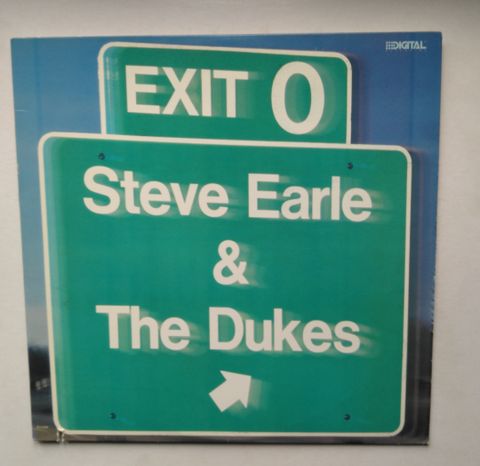 DIGITAL
EXIT 0
Steve Earle
&
The Dukes